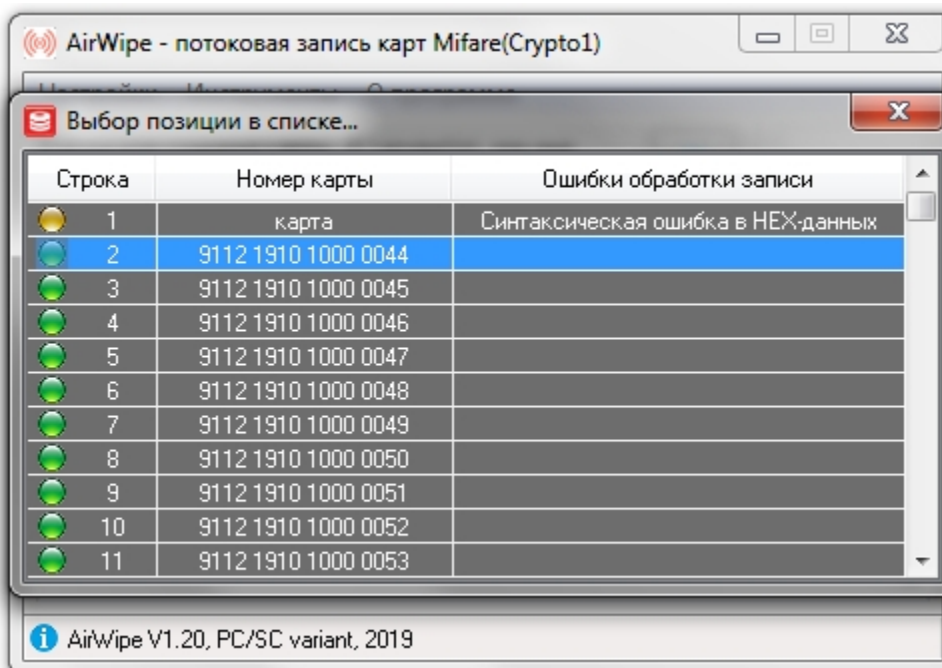 AirWipe - потоковая запись карт Mifare(Crypto1)
Настройки Инструменты О программе
Выбор позиции в списке...
Строка Номер карты Ошибки обработки записи
1 карта Синтаксическая ошибка в HEX-данных
2 9112 1910 1000 0044
3 9112 1910 1000 0045
4 9112 1910 1000 0046
5 9112 1910 1000 0047
6 9112 1910 1000 0048
7 9112 1910 1000 0049
8 9112 1910 1000 0050
9 9112 1910 1000 0051
10 9112 1910 1000 0052
11 9112 1910 1000 0053
AirWipe V1.20, PC/SC variant, 2019